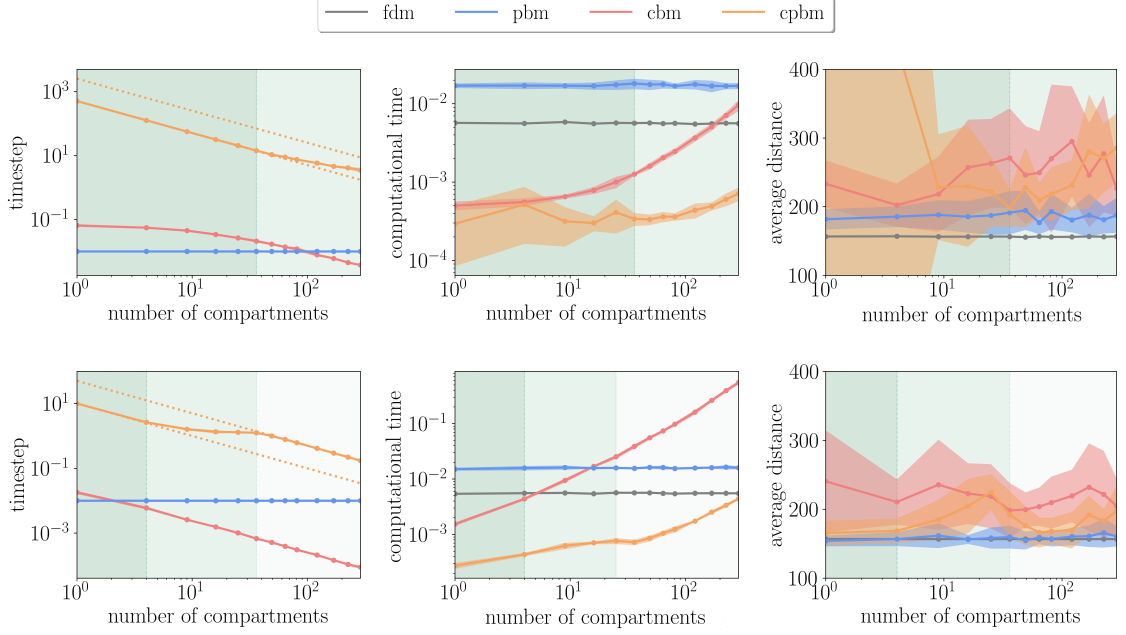 fdm pbm cbm cpbm
timestep
10^3
10^1
10^-1
10^0 10^1 10^2
number of compartments
computational time
10^-2
10^-3
10^-4
10^0 10^1 10^2
number of compartments
average distance
400
300
200
100
10^0 10^1 10^2
number of compartments
timestep
10^1
10^-1
10^-3
10^0 10^1 10^2
number of compartments
computational time
10^-1
10^-2
10^-3
10^0 10^1 10^2
number of compartments
average distance
400
300
200
100
10^0 10^1 10^2
number of compartments